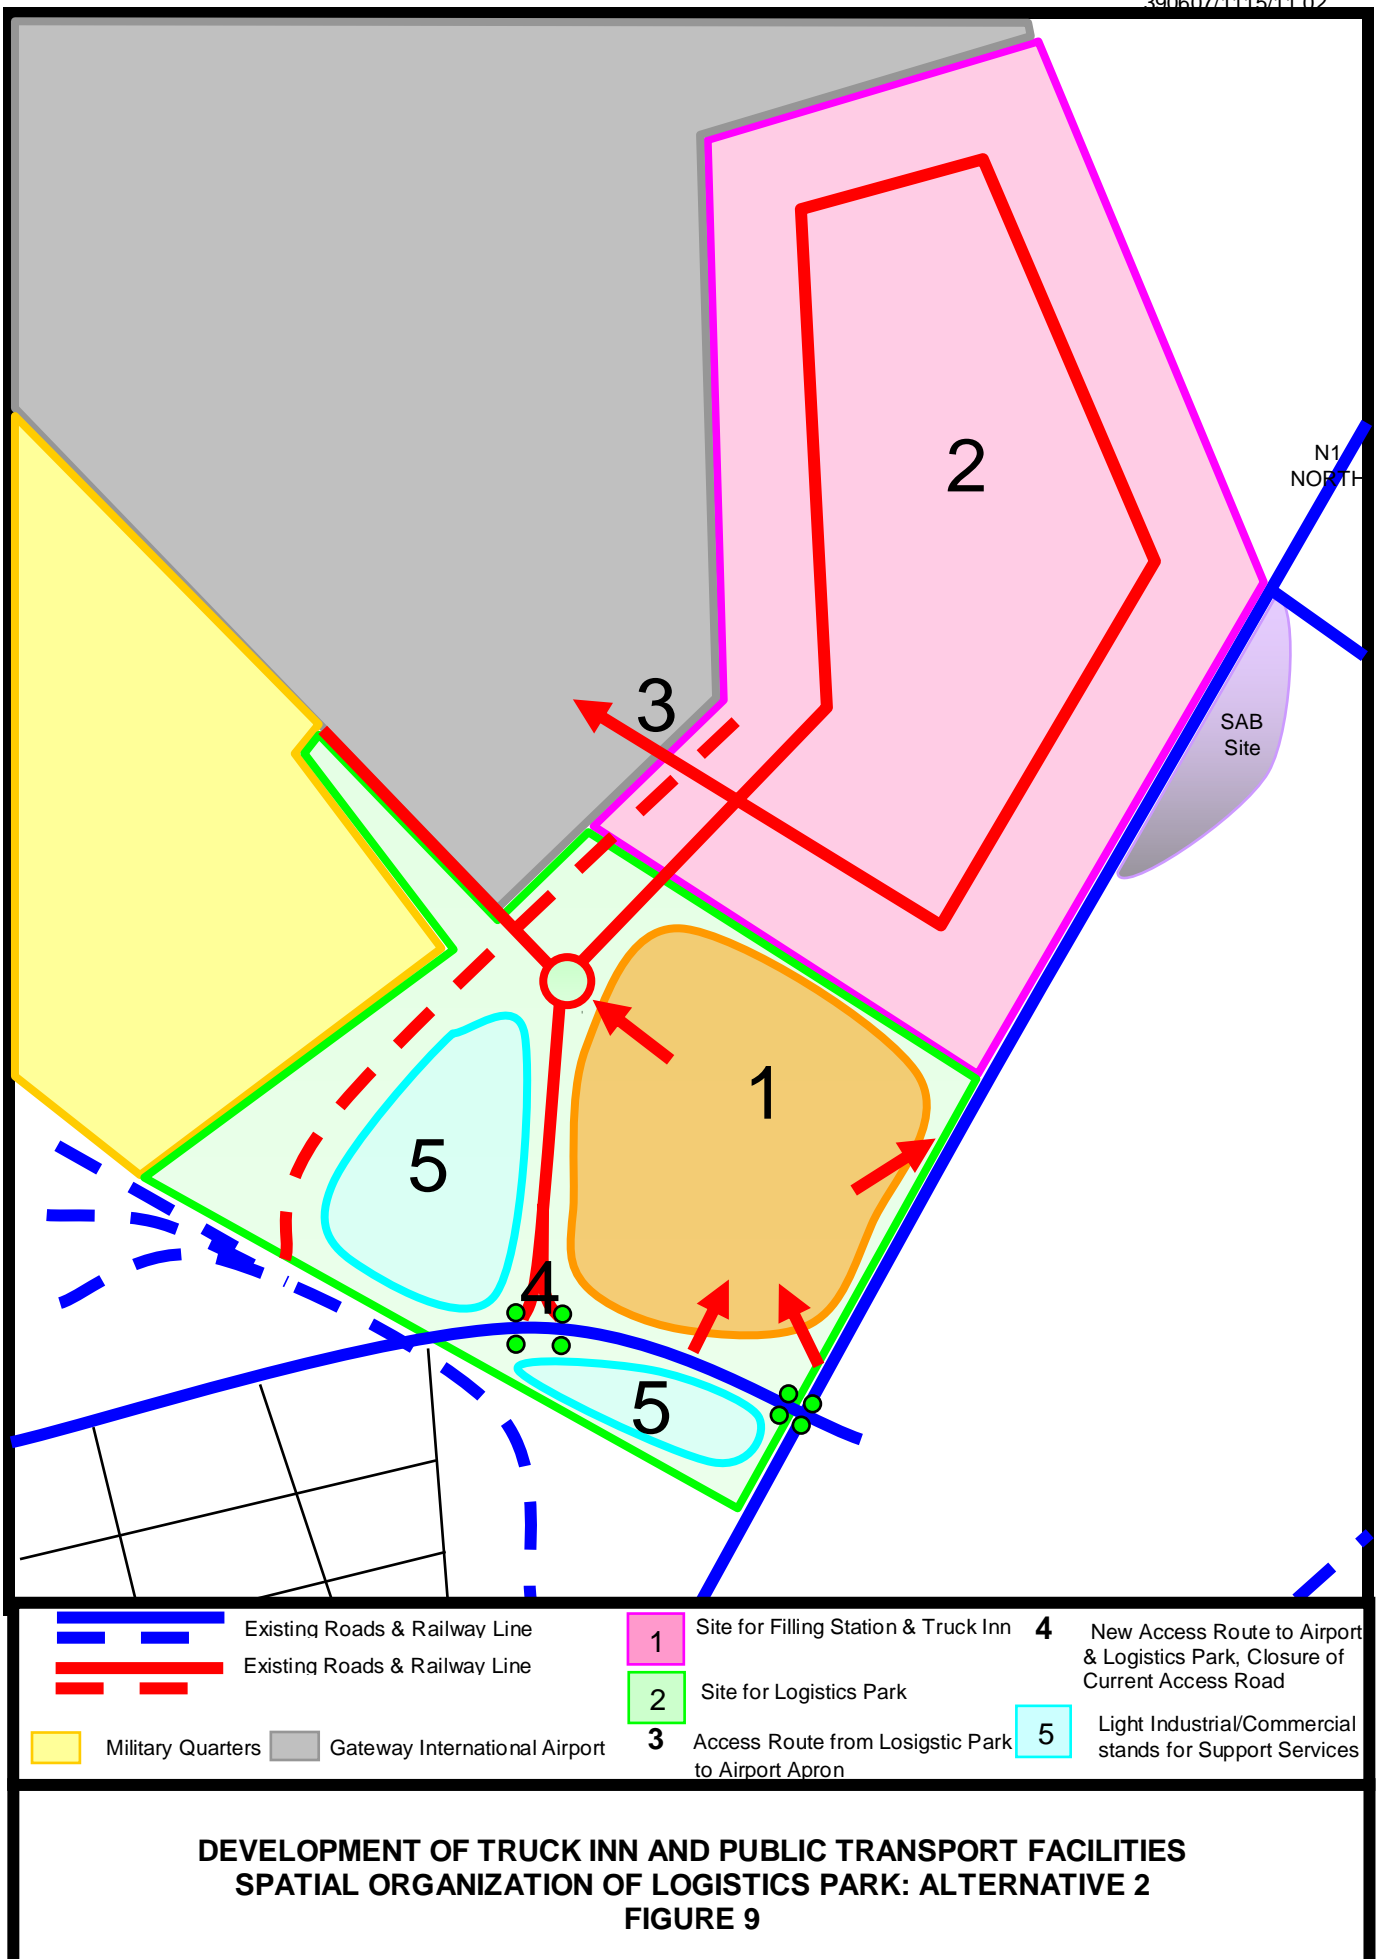 390607/1115/11.02
2
N1
NORTH
3
SAB
Site
1
5
4
5
Existing Roads & Railway Line
Existing Roads & Railway Line
Military Quarters
Gateway International Airport
1
Site for Filling Station & Truck Inn
2
Site for Logistics Park
3
Access Route from Losigstic Park
to Airport Apron
4
New Access Route to Airport
& Logistics Park, Closure of
Current Access Road
5
Light Industrial/Commercial
stands for Support Services
DEVELOPMENT OF TRUCK INN AND PUBLIC TRANSPORT FACILITIES
SPATIAL ORGANIZATION OF LOGISTICS PARK: ALTERNATIVE 2
FIGURE 9